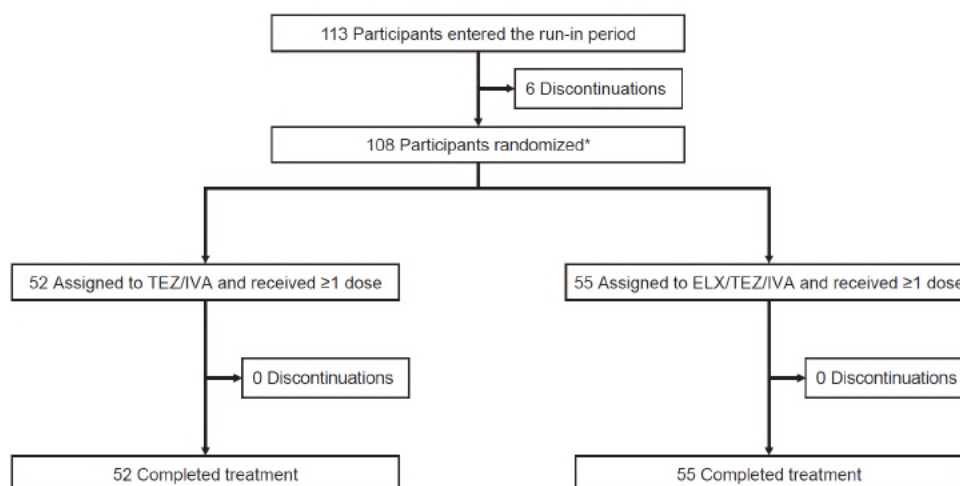 113 Participants entered the run-in period
6 Discontinuations
108 Participants randomized*
52 Assigned to TEZ/IVA and received ≥1 dose
55 Assigned to ELX/TEZ/IVA and received ≥1 dose
0 Discontinuations
0 Discontinuations
52 Completed treatment
55 Completed treatment